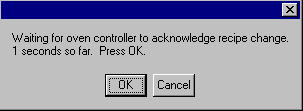 Waiting for oven controller to acknowledge recipe change.
1 seconds so far.  Press OK.
OK
Cancel